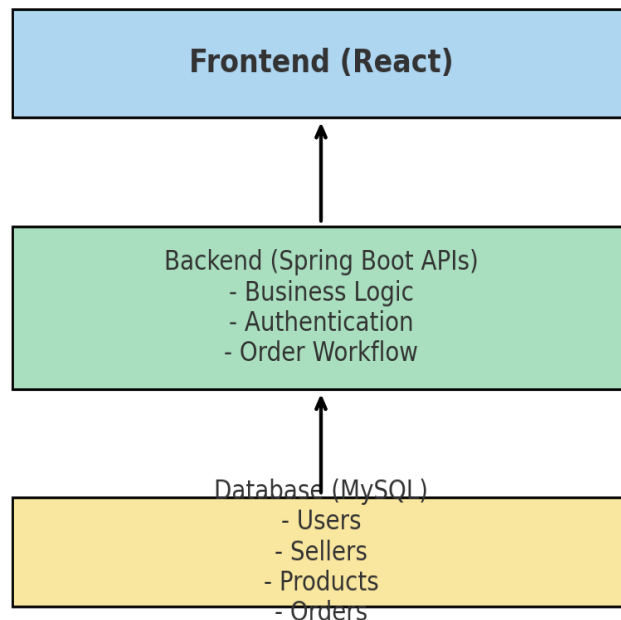 Frontend (React)
Backend (Spring Boot APIs)
- Business Logic
- Authentication
- Order Workflow
Database (MySQL)
- Users
- Sellers
- Products
- Orders